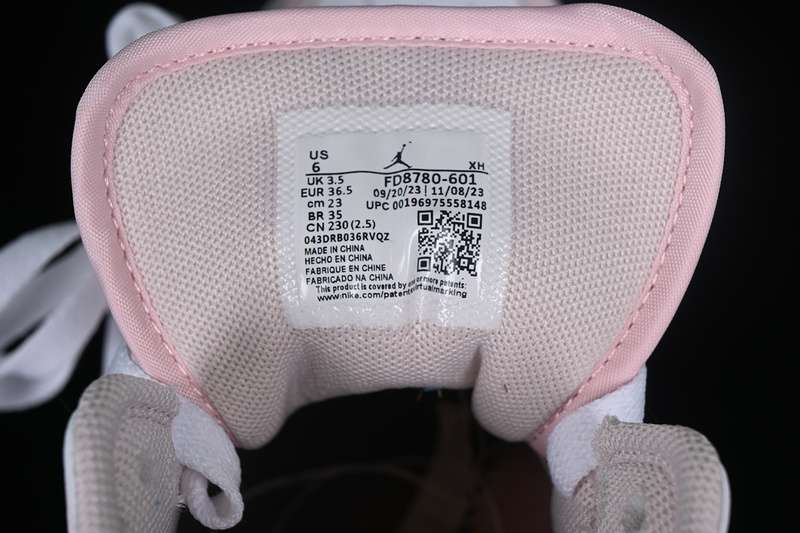 US
6
XH
UK 3.5
FD8780-601
EUR 36.5
09/20/23 | 11/08/23
cm 23
UPC 00196975558148
BR 35
CN 230(2.5)
043DRB036RVQZ
MADE IN CHINA
HECHO EN CHINA
FABRIQUE EN CHINE
FABRICADO NA CHINA
This product is covered by one or more patents:
www.nike.com/patentvirtualmarking